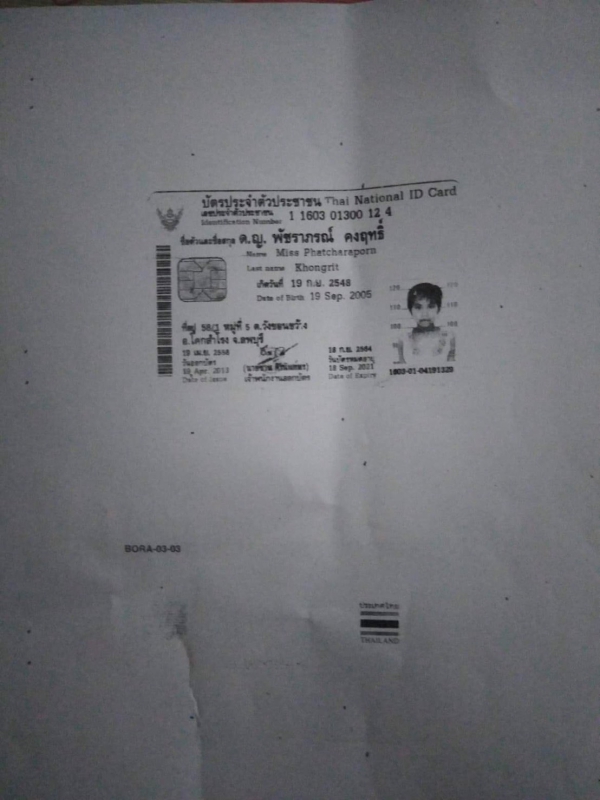 บัตรประจำตัวประชาชน Thai National ID Card
เลขประจำตัวประชาชน
Identification Number
1 1603 01300 12 4
ชื่อตัวและชื่อสกุล ด.ญ. พัชราภรณ์ คงฤทธิ์
Name Miss Phatcharaporn
Last name Khongrit
เกิดวันที่ 19 ก.ย. 2548
Date of Birth 19 Sep. 2005
ที่อยู่ 58/1 หมู่ที่ 5 ต.วังขอนขว้าง
อ.โคกสำโรง จ.ลพบุรี
วันออกบัตร
19 Apr. 2013
Date of Issue
เจ้าพนักงานออกบัตร
18 ก.ย. 2564
วันบัตรหมดอายุ
18 Sep. 2021
Date of Expiry
1603-01-04191325
BORA-03-03
ประเทศไทย
THAILAND